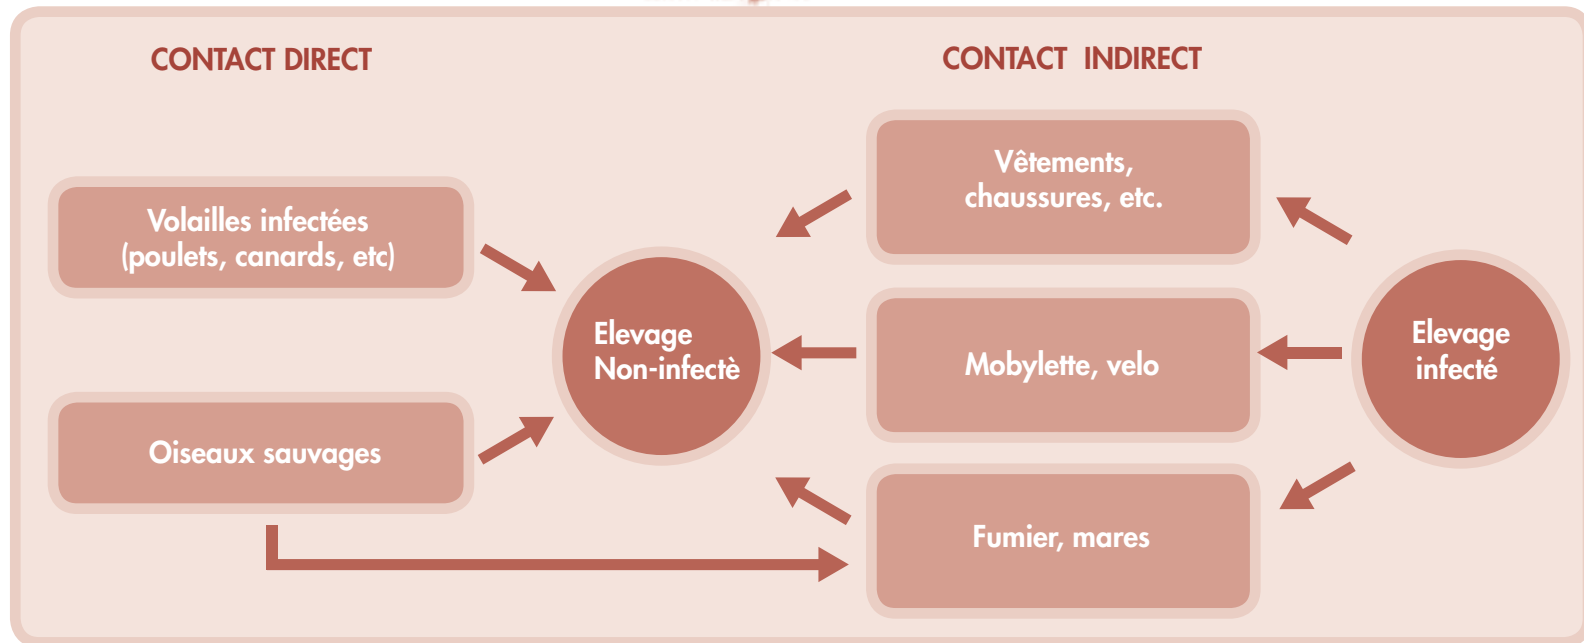 CONTACT DIRECT
CONTACT INDIRECT
Volailles infectées
(poulets, canards, etc)
Oiseaux sauvages
Elevage
Non-infectè
Vêtements,
chaussures, etc.
Mobylette, velo
Fumier, mares
Elevage
infecté